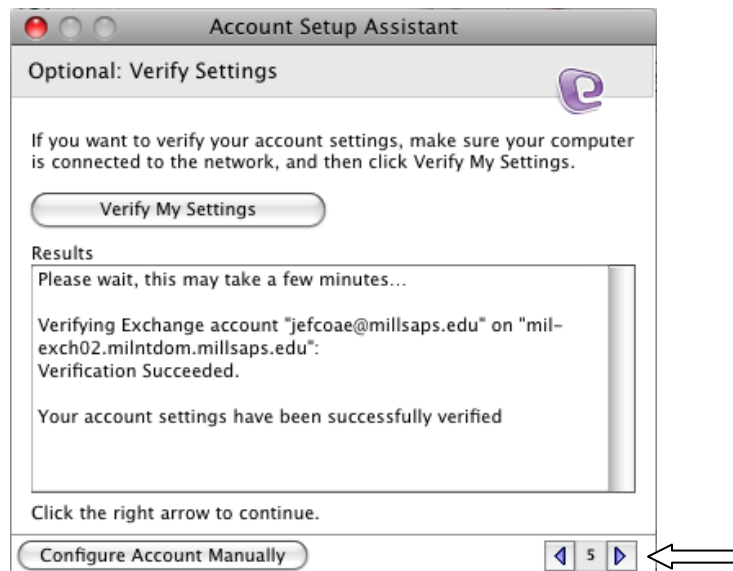 Account Setup Assistant
Optional: Verify Settings
e
If you want to verify your account settings, make sure your computer
is connected to the network, and then click Verify My Settings.
Verify My Settings
Results
Please wait, this may take a few minutes...
Verifying Exchange account "jefcoae@millsaps.edu" on "mil-
exch02.milntdom.millsaps.edu":
Verification Succeeded.
Your account settings have been successfully verified
Click the right arrow to continue.
Configure Account Manually
5